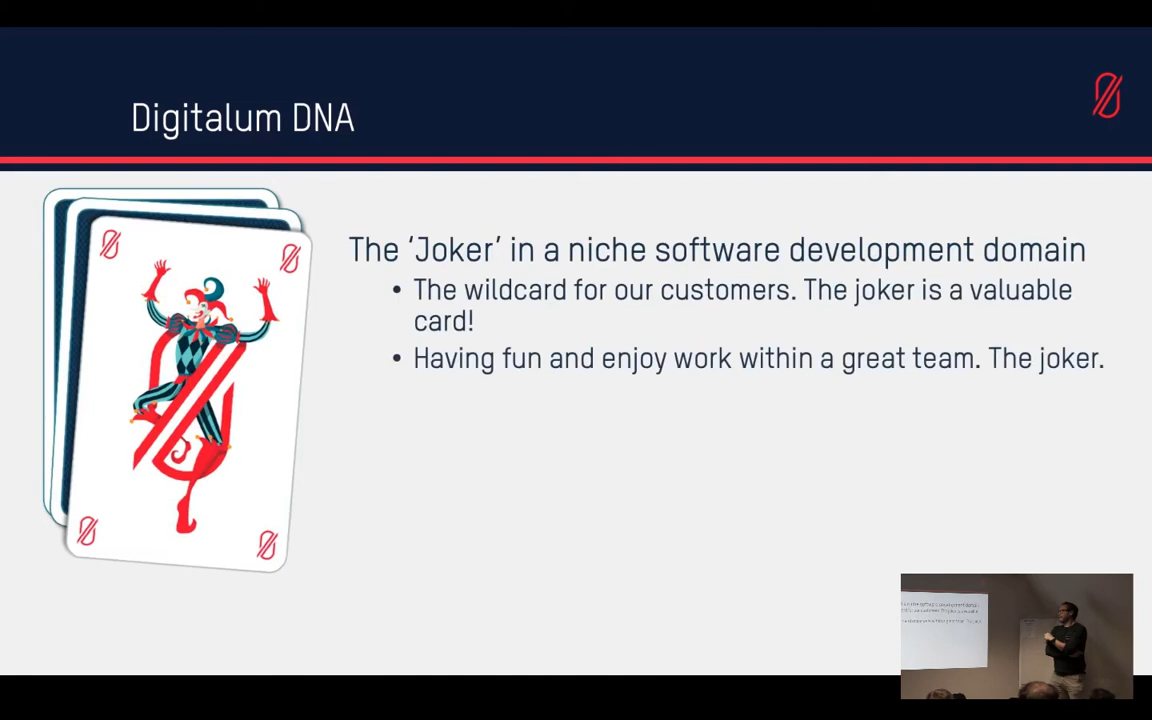 Digitalum DNA
The ‘Joker’ in a niche software development domain
• The wildcard for our customers. The joker is a valuable
card!
• Having fun and enjoy work within a great team. The joker.